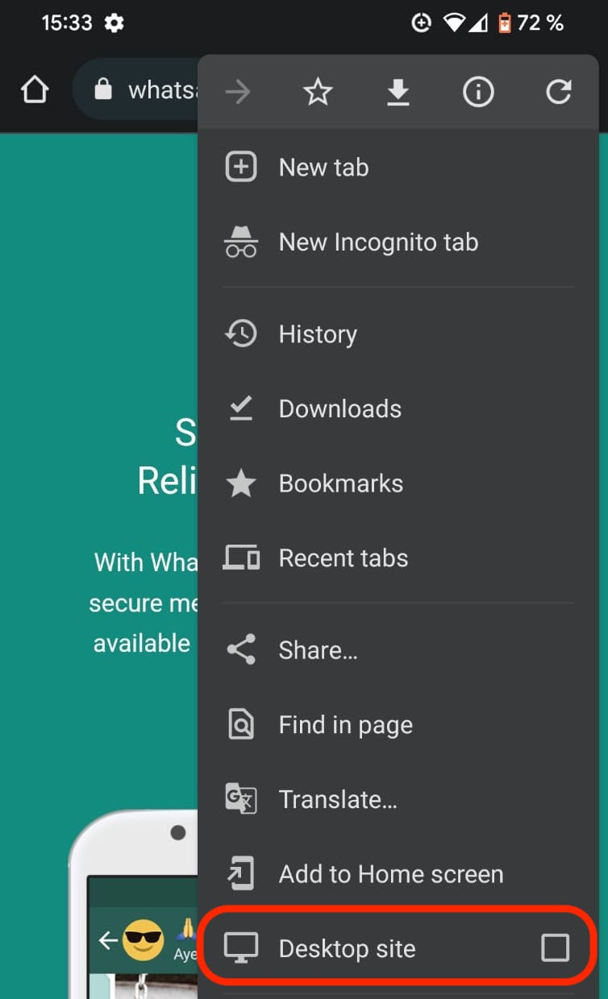 15:33
72 %
whats
New tab
New Incognito tab
History
Downloads
S
Reli
Bookmarks
Recent tabs
With Wha
secure me
available
Share...
Find in page
Translate...
Add to Home screen
Aye
Desktop site